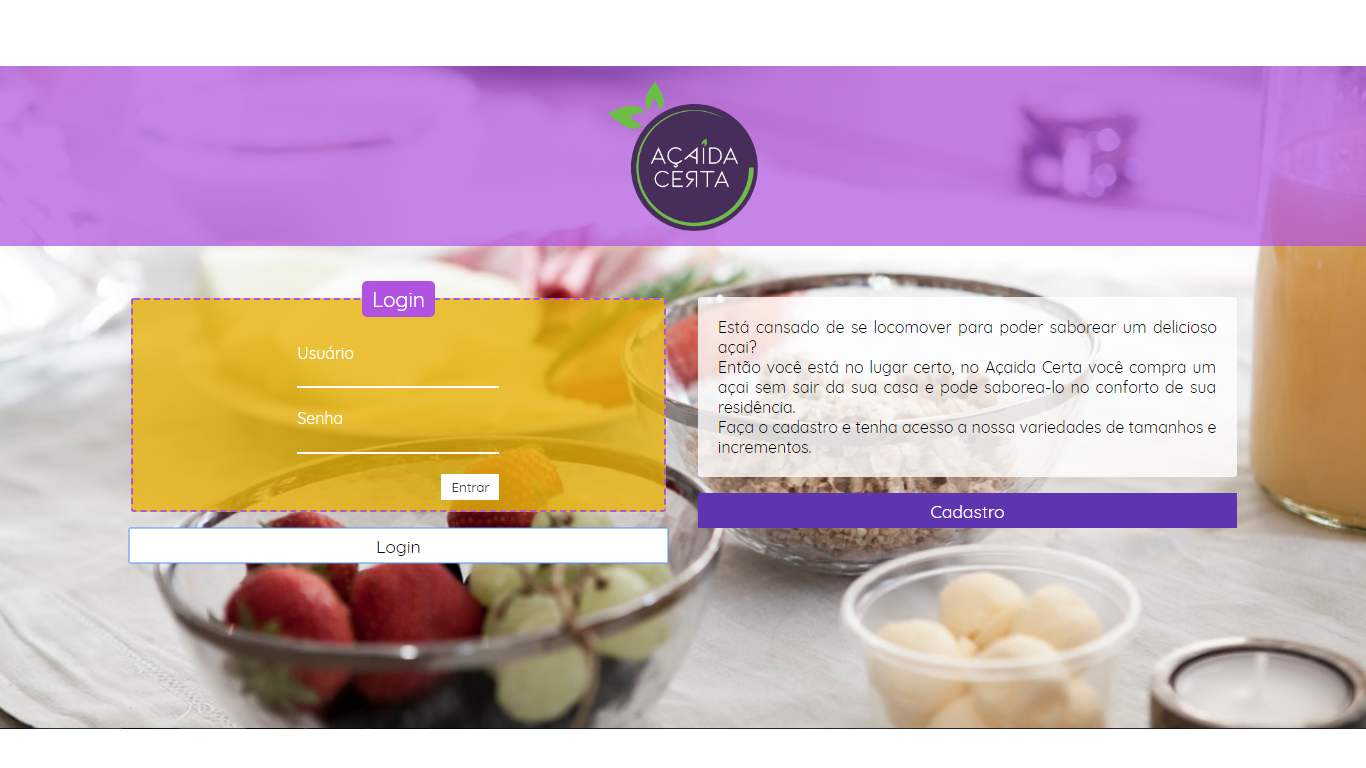 AÇAÍDA
CERTA
Login
Usuário
Senha
Entrar
Login
Está cansado de se locomover para poder saborear um delicioso
açai?
Então você está no lugar certo, no Açaida Certa você compra um
açai sem sair da sua casa e pode saborea-lo no conforto de sua
residência.
Faça o cadastro e tenha acesso a nossa variedades de tamanhos e
incrementos.
Cadastro